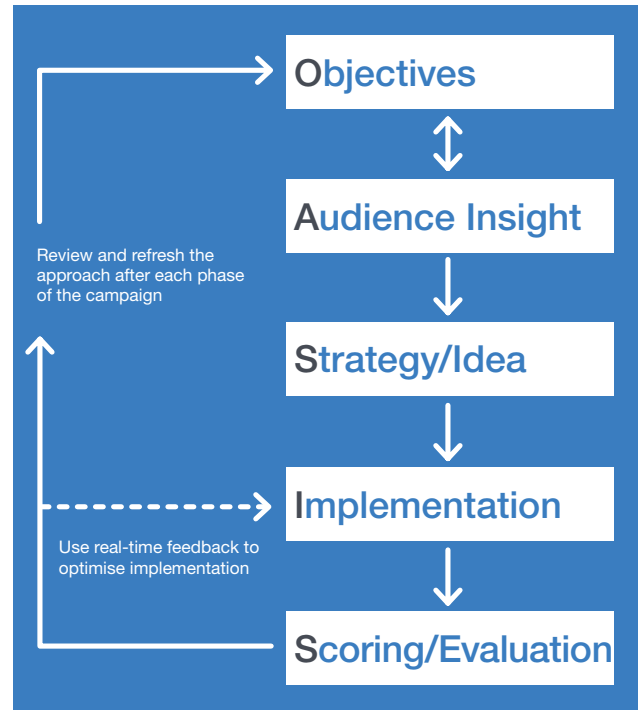 Objectives
Audience Insight
Review and refresh the
approach after each phase
of the campaign
Strategy/Idea
Implementation
Use real-time feedback to
optimise implementation
Scoring/Evaluation